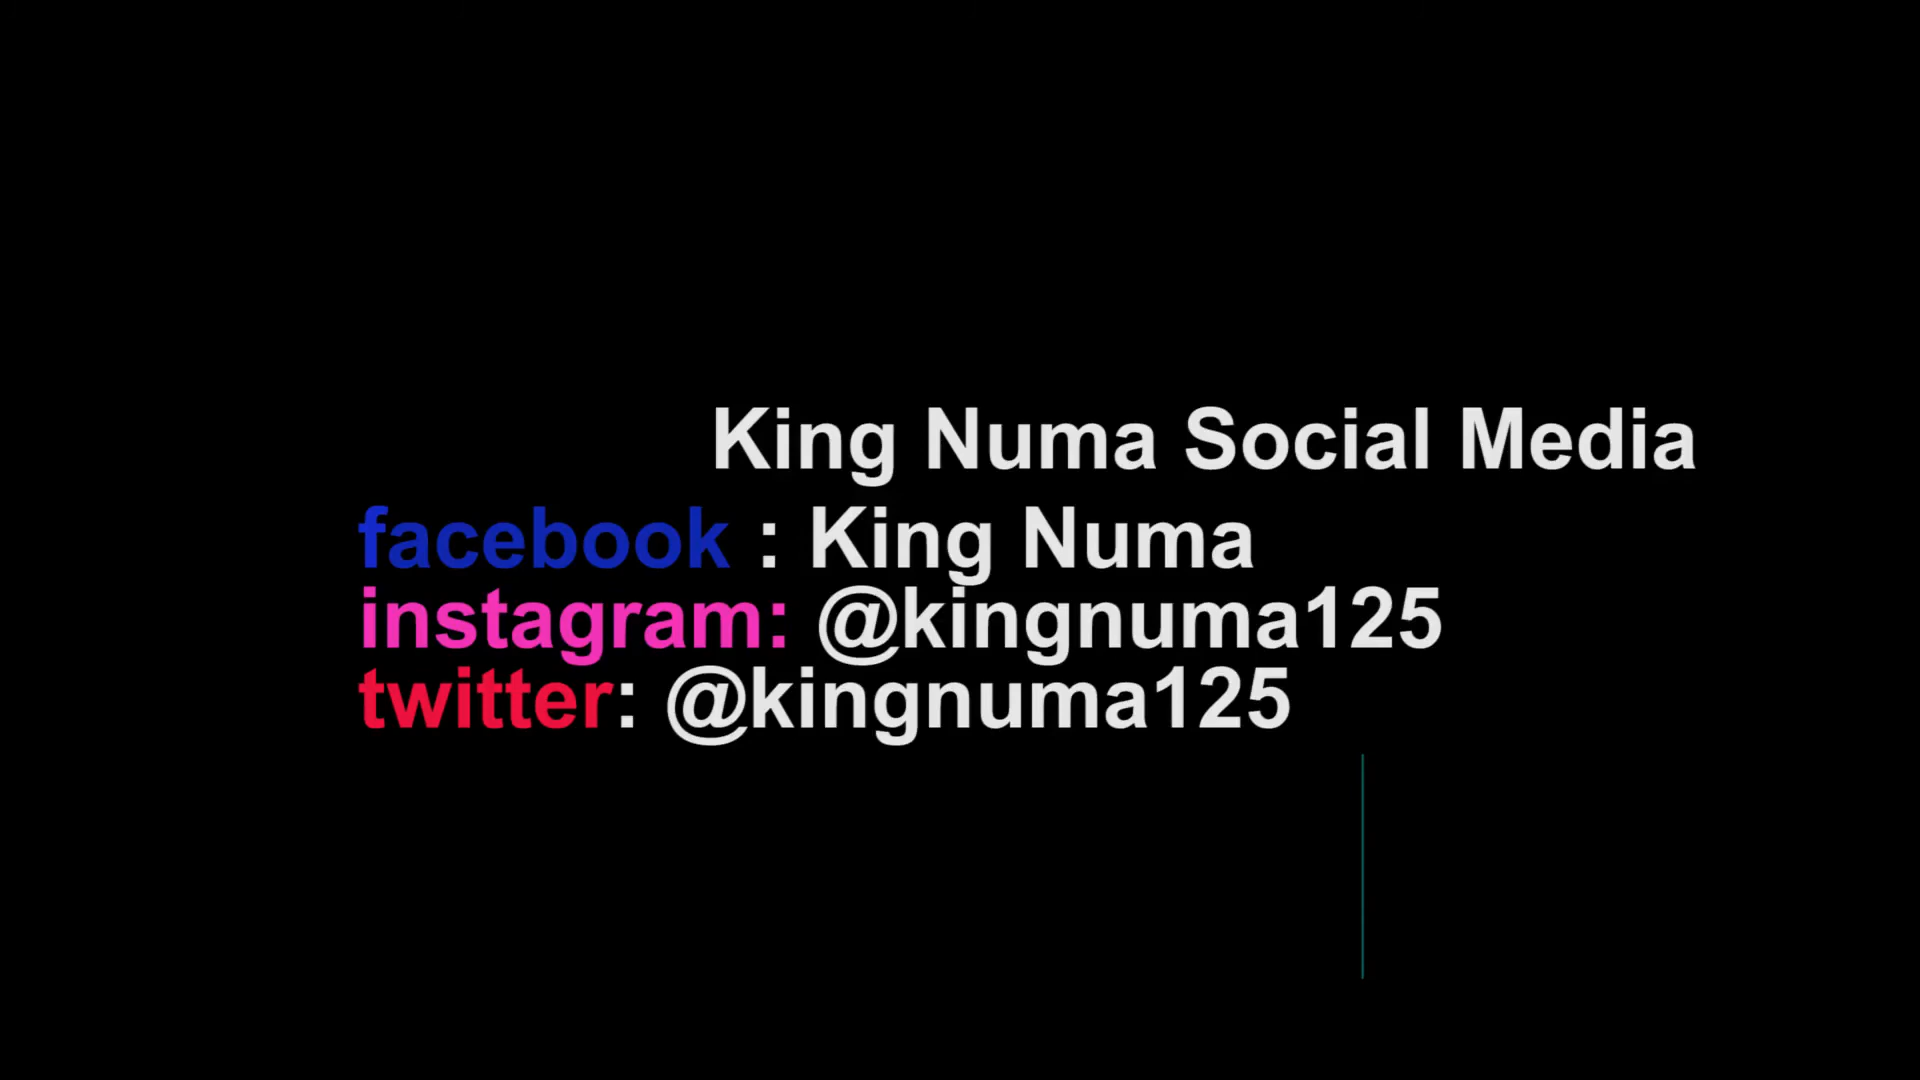 King Numa Social Media
facebook : King Numa
instagram: @kingnuma125
twitter: @kingnuma125